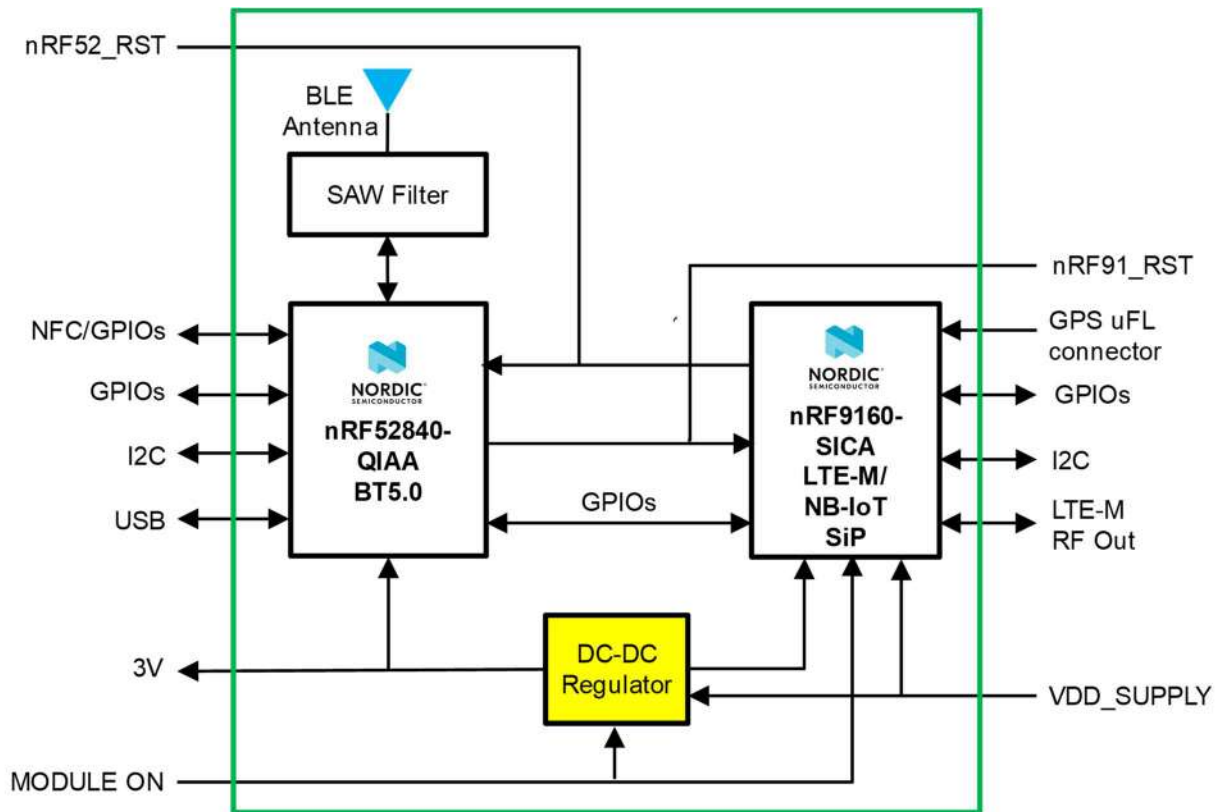 nRF52_RST
BLE
Antenna
SAW Filter
nRF91_RST
NFC/GPIOs
GPIOs
I2C
USB
NORDIC
SEMICONDUCTOR
nRF52840-
QIAA
BT5.0
GPIOs
NORDIC
SEMICONDUCTOR
nRF9160-
SICA
LTE-M/
NB-IoT
SiP
GPS uFL
connector
GPIOs
I2C
LTE-M
RF Out
3V
DC-DC
Regulator
VDD_SUPPLY
MODULE ON